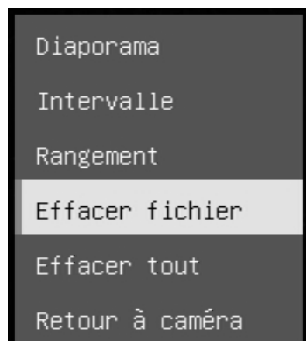 Diaporama
Intervalle
Rangement
Effacer fichier
Effacer tout
Retour à caméra